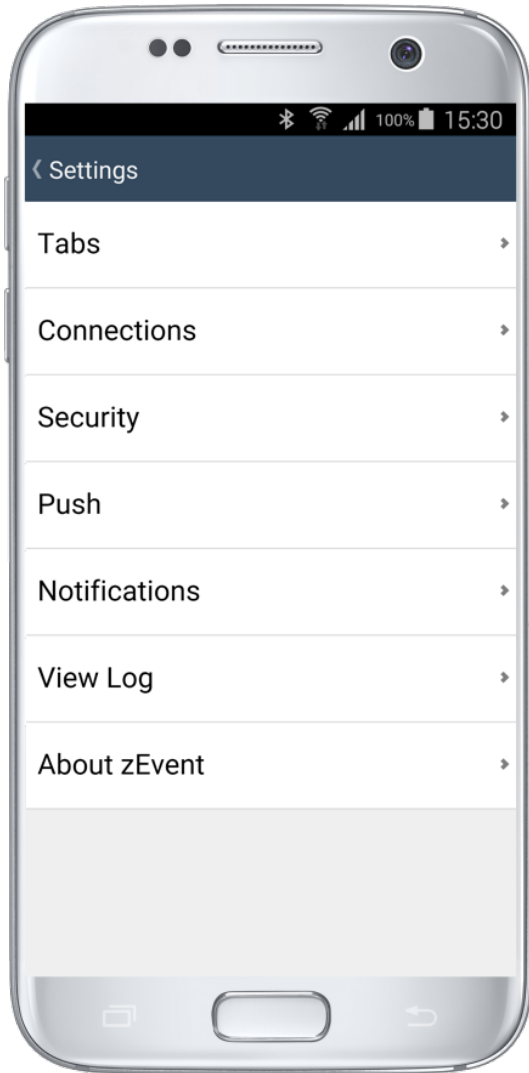 100% 15:30
Settings
Tabs
Connections
Security
Push
Notifications
View Log
About zEvent